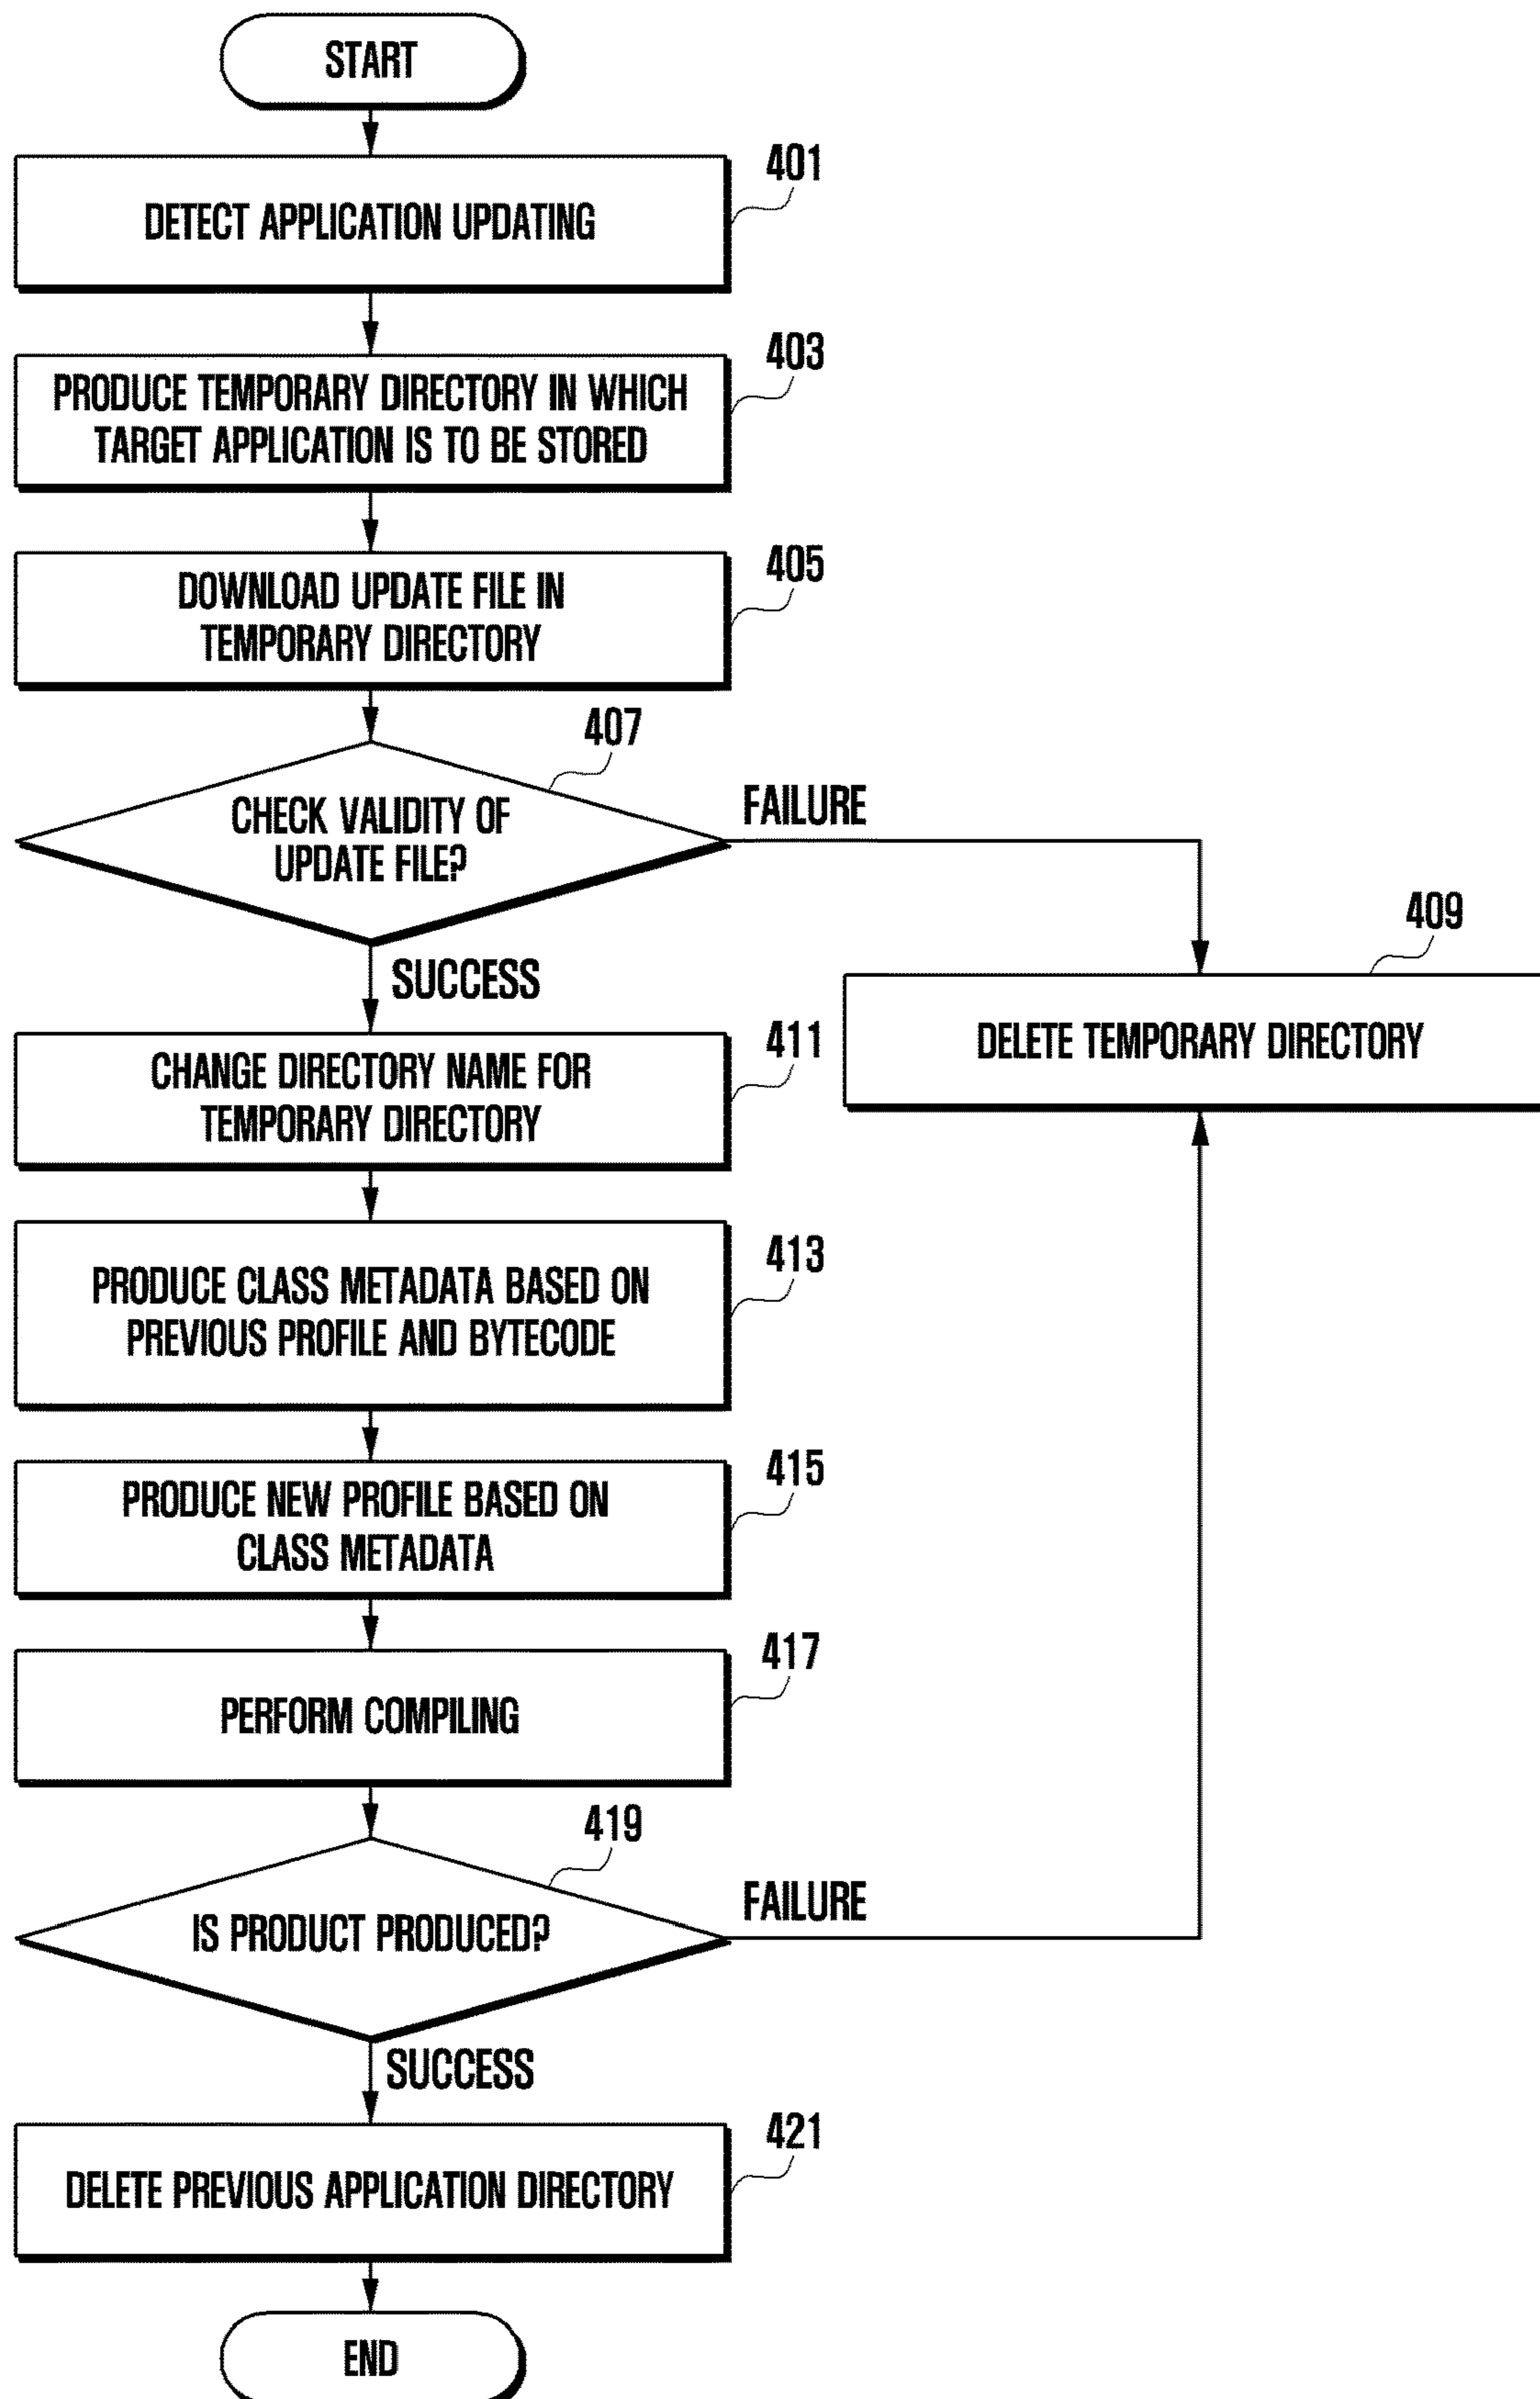 START
401
DETECT APPLICATION UPDATING
403
PRODUCE TEMPORARY DIRECTORY IN WHICH
TARGET APPLICATION IS TO BE STORED
405
DOWNLOAD UPDATE FILE IN
TEMPORARY DIRECTORY
407
CHECK VALIDITY OF
UPDATE FILE?
FAILURE
SUCCESS
409
DELETE TEMPORARY DIRECTORY
411
CHANGE DIRECTORY NAME FOR
TEMPORARY DIRECTORY
413
PRODUCE CLASS METADATA BASED ON
PREVIOUS PROFILE AND BYTECODE
415
PRODUCE NEW PROFILE BASED ON
CLASS METADATA
417
PERFORM COMPILING
419
IS PRODUCT PRODUCED?
FAILURE
SUCCESS
421
DELETE PREVIOUS APPLICATION DIRECTORY
END